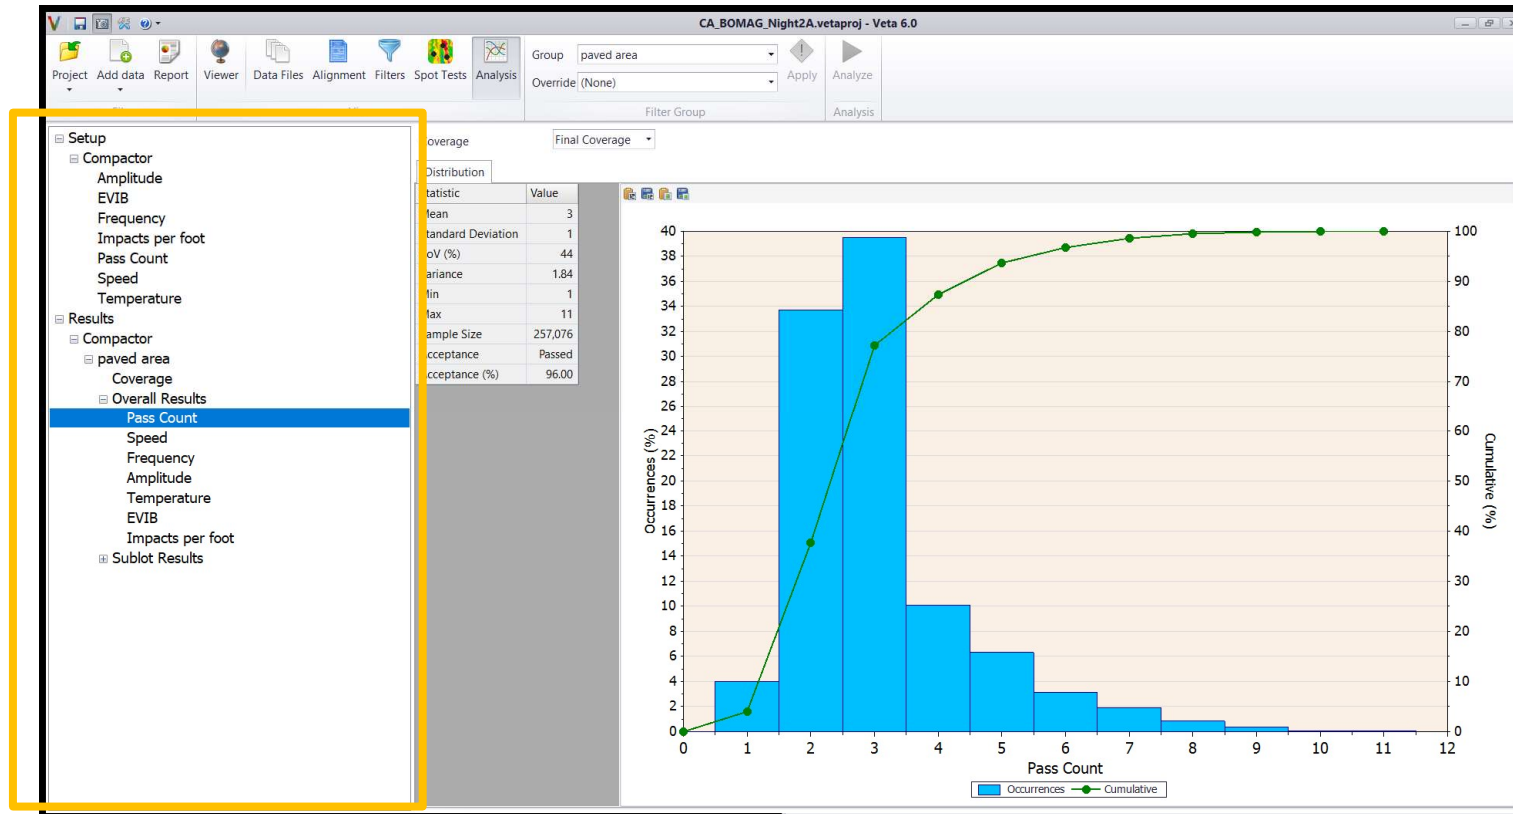 CA_BOMAG_Night2A.vetaproj - Veta 6.0
Project Add data Report Viewer Data Files Alignment Filters Spot Tests Analysis
Group paved area
Override (None)
Apply Analyze
Filter Group Analysis
Setup
Compactor
Amplitude
EVIB
Frequency
Impacts per foot
Pass Count
Speed
Temperature
Results
Compactor
paved area
Coverage
Overall Results
Pass Count
Speed
Frequency
Amplitude
Temperature
EVIB
Impacts per foot
Sublot Results
overage Final Coverage
Distribution
tatistic Value
Mean 3
tandard Deviation 1
oV (%) 44
ariance 1.84
Min 1
Max 11
ample Size 257,076
cceptance Passed
cceptance (%) 96.00
Occurrences (%)
40
38
36
34
32
30
28
26
24
22
20
18
16
14
12
10
8
6
4
2
0
0 1 2 3 4 5 6 7 8 9 10 11 12
Pass Count
100
90
80
70
60
50
40
30
20
10
0
Cumulative (%)
Occurrences Cumulative